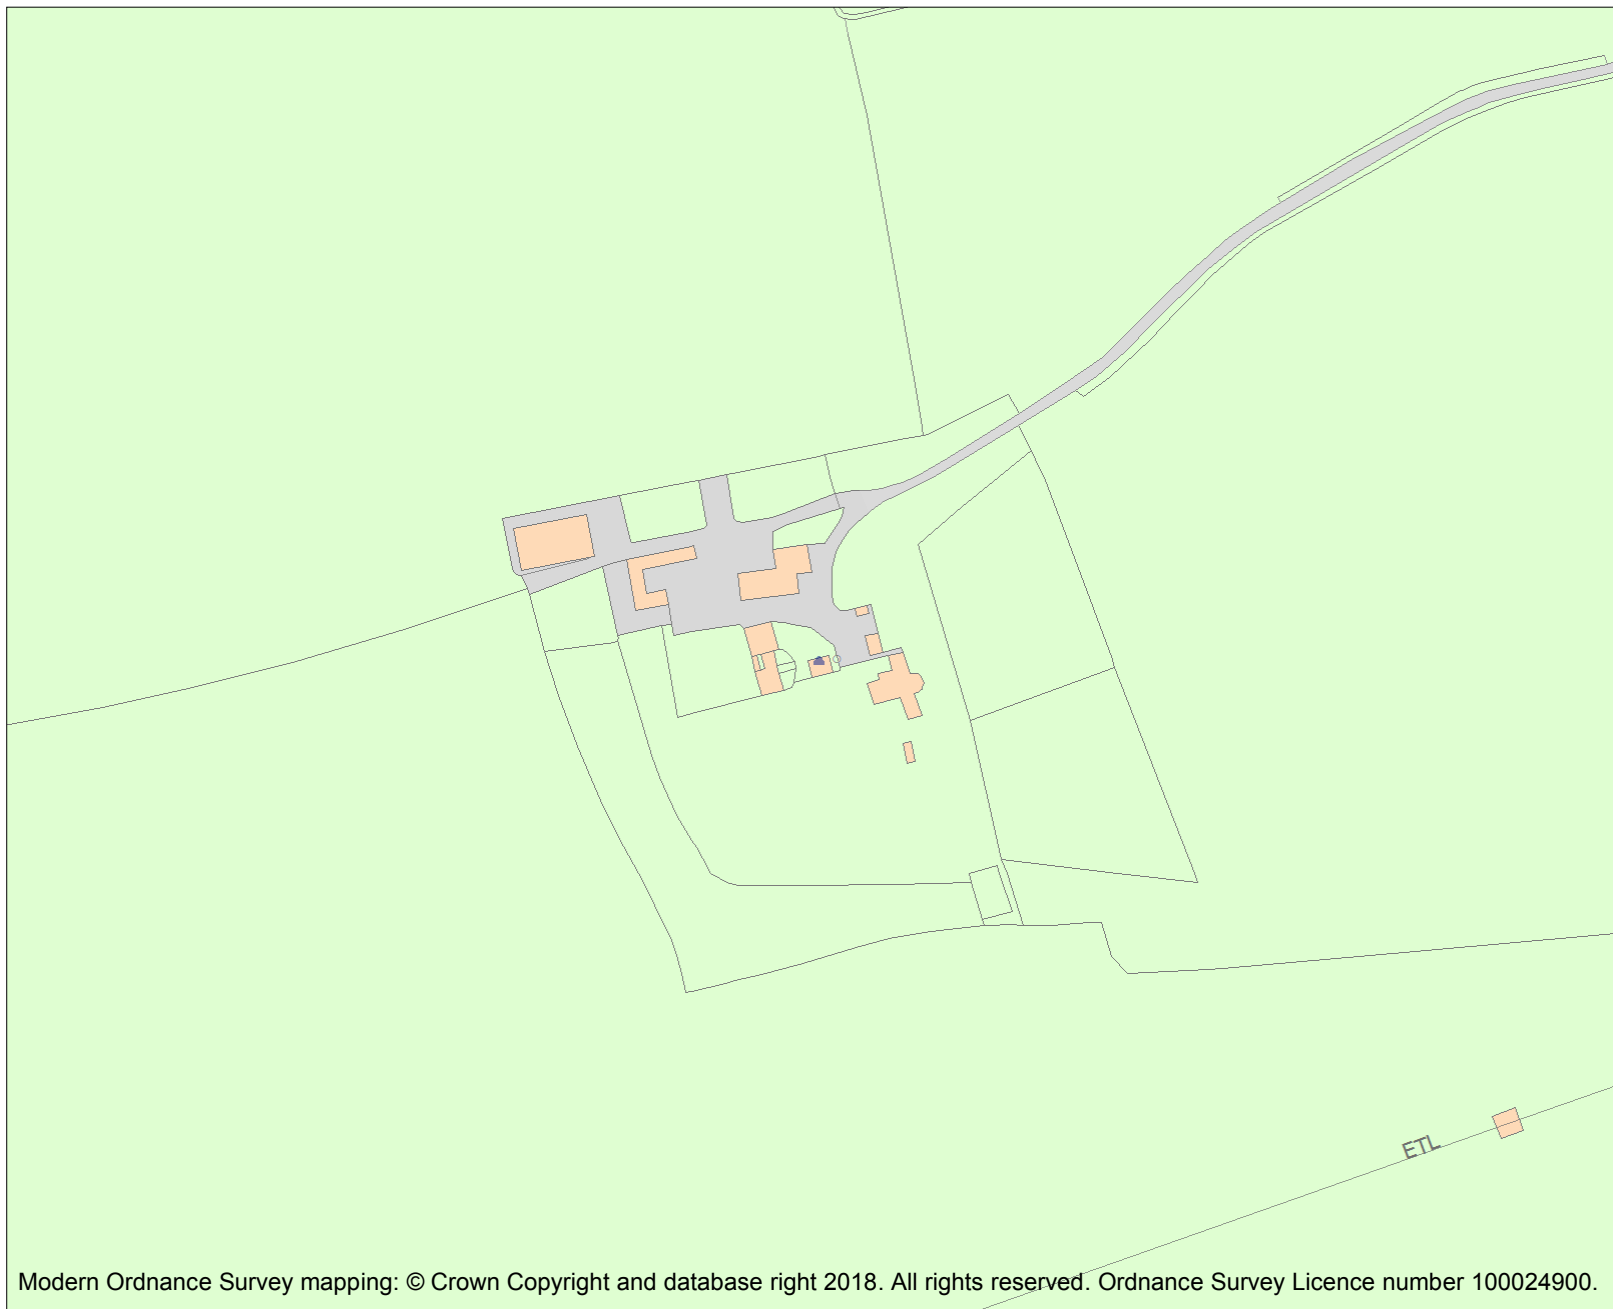 ETL
Modern Ordnance Survey mapping: © Crown Copyright and database right 2018. All rights reserved. Ordnance Survey Licence number 100024900.